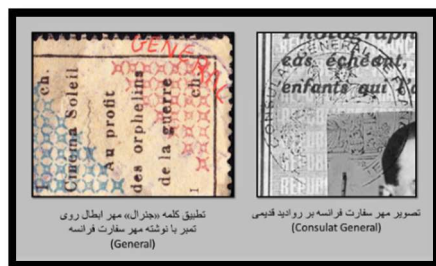 GENERAL
ch.
Cinema Soleil
Au profit
des orphelins
de la guerre
ch
1
Photograph
CONSULAT GENERAL DE
cas échéant,
enfants qui
تطبیق کلمه «جنرال» مهر ابطال روی
تمبر با نوشته مهر سفارت فرانسه
(General)
تصویر مهر سفارت فرانسه بر روادید قدیمی
(Consulat General)